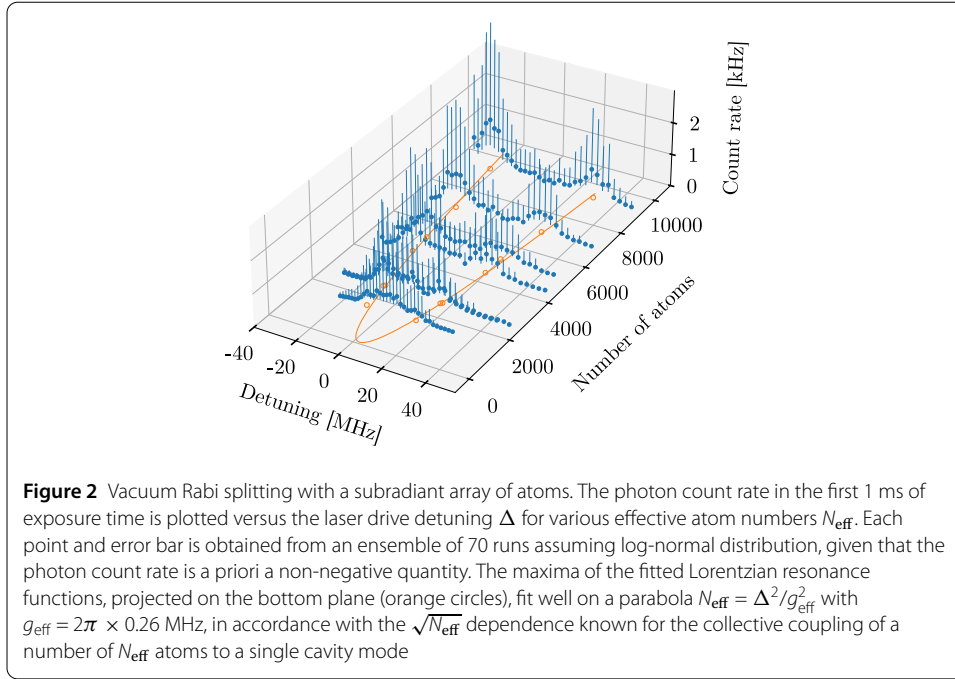 Count rate [kHz]
2
1
0
10000
8000
6000
4000
2000
0
Number of atoms
-40
-20
0
20
40
Detuning [MHz]
Figure 2 Vacuum Rabi splitting with a subradiant array of atoms. The photon count rate in the first 1 ms of
exposure time is plotted versus the laser drive detuning Δ for various effective atom numbers N_eff. Each
point and error bar is obtained from an ensemble of 70 runs assuming log-normal distribution, given that the
photon count rate is a priori a non-negative quantity. The maxima of the fitted Lorentzian resonance
functions, projected on the bottom plane (orange circles), fit well on a parabola N_eff = Δ²/g²_eff with
g_eff = 2π × 0.26 MHz, in accordance with the √N_eff dependence known for the collective coupling of a
number of N_eff atoms to a single cavity mode